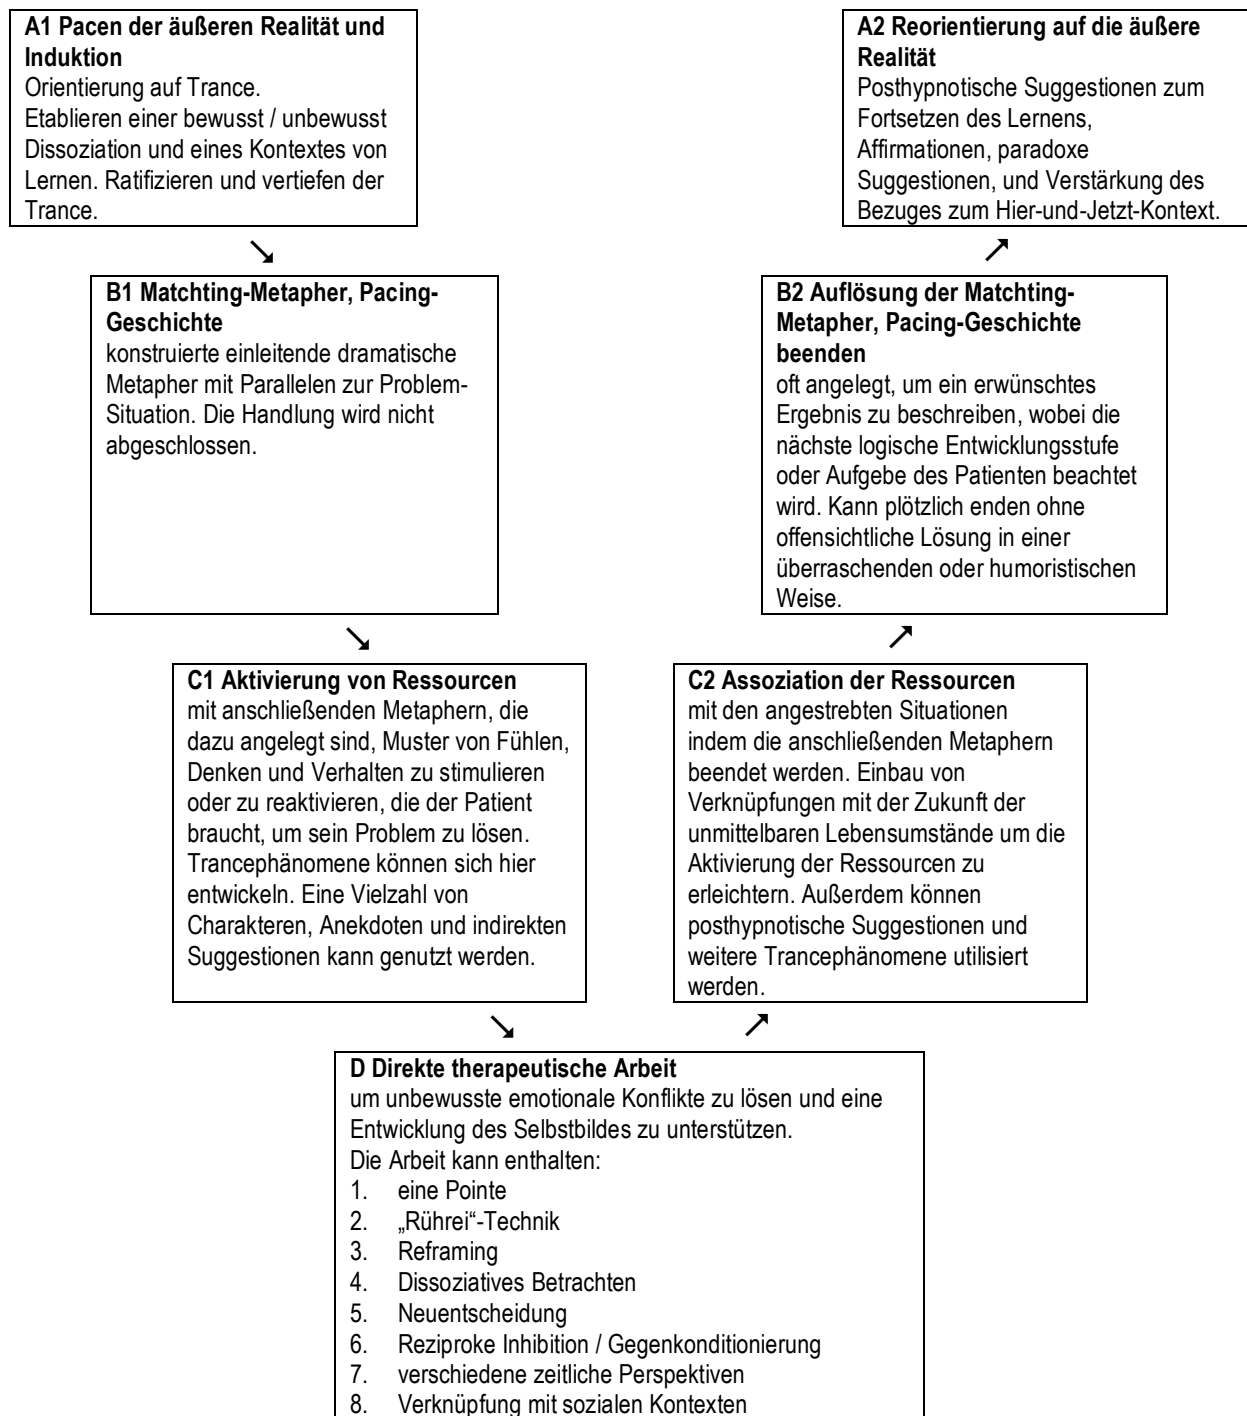 A1 Pacen der äußeren Realität und
Induktion
Orientierung auf Trance.
Etablieren einer bewusst / unbewusst
Dissoziation und eines Kontextes von
Lernen. Ratifizieren und vertiefen der
Trance.
A2 Reorientierung auf die äußere
Realität
Posthypnotische Suggestionen zum
Fortsetzen des Lernens,
Affirmationen, paradoxe
Suggestionen, und Verstärkung des
Bezuges zum Hier-und-Jetzt-Kontext.
B1 Matchting-Metapher, Pacing-
Geschichte
konstruierte einleitende dramatische
Metapher mit Parallelen zur Problem-
Situation. Die Handlung wird nicht
abgeschlossen.
B2 Auflösung der Matchting-
Metapher, Pacing-Geschichte
beenden
oft angelegt, um ein erwünschtes
Ergebnis zu beschreiben, wobei die
nächste logische Entwicklungsstufe
oder Aufgebe des Patienten beachtet
wird. Kann plötzlich enden ohne
offensichtliche Lösung in einer
überraschenden oder humoristischen
Weise.
C1 Aktivierung von Ressourcen
mit anschließenden Metaphern, die
dazu angelegt sind, Muster von Fühlen,
Denken und Verhalten zu stimulieren
oder zu reaktivieren, die der Patient
braucht, um sein Problem zu lösen.
Trancephänomene können sich hier
entwickeln. Eine Vielzahl von
Charakteren, Anekdoten und indirekten
Suggestionen kann genutzt werden.
C2 Assoziation der Ressourcen
mit den angestrebten Situationen
indem die anschließenden Metaphern
beendet werden. Einbau von
Verknüpfungen mit der Zukunft der
unmittelbaren Lebensumstände um die
Aktivierung der Ressourcen zu
erleichtern. Außerdem können
posthypnotische Suggestionen und
weitere Trancephänomene utilisiert
werden.
D Direkte therapeutische Arbeit
um unbewusste emotionale Konflikte zu lösen und eine
Entwicklung des Selbstbildes zu unterstützen.
Die Arbeit kann enthalten:
1. eine Pointe
2. „Rührei“-Technik
3. Reframing
4. Dissoziatives Betrachten
5. Neuentscheidung
6. Reziproke Inhibition / Gegenkonditionierung
7. verschiedene zeitliche Perspektiven
8. Verknüpfung mit sozialen Kontexten